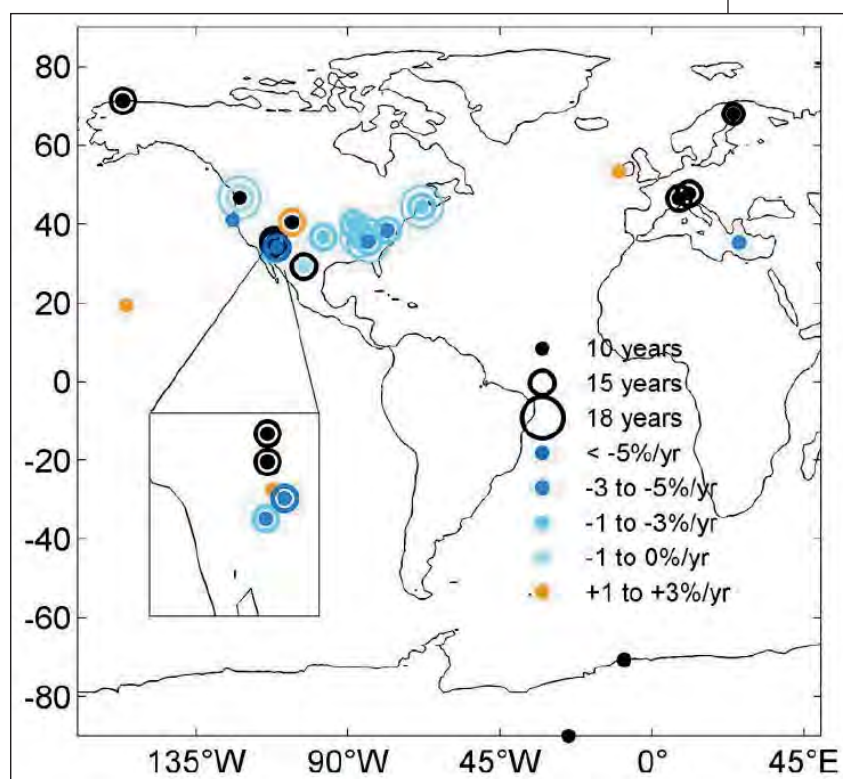 80
60
40
20
0
-20
-40
-60
-80
10 years
15 years
18 years
< -5%/yr
-3 to -5%/yr
-1 to -3%/yr
-1 to 0%/yr
+1 to +3%/yr
135°W 90°W 45°W 0° 45°E